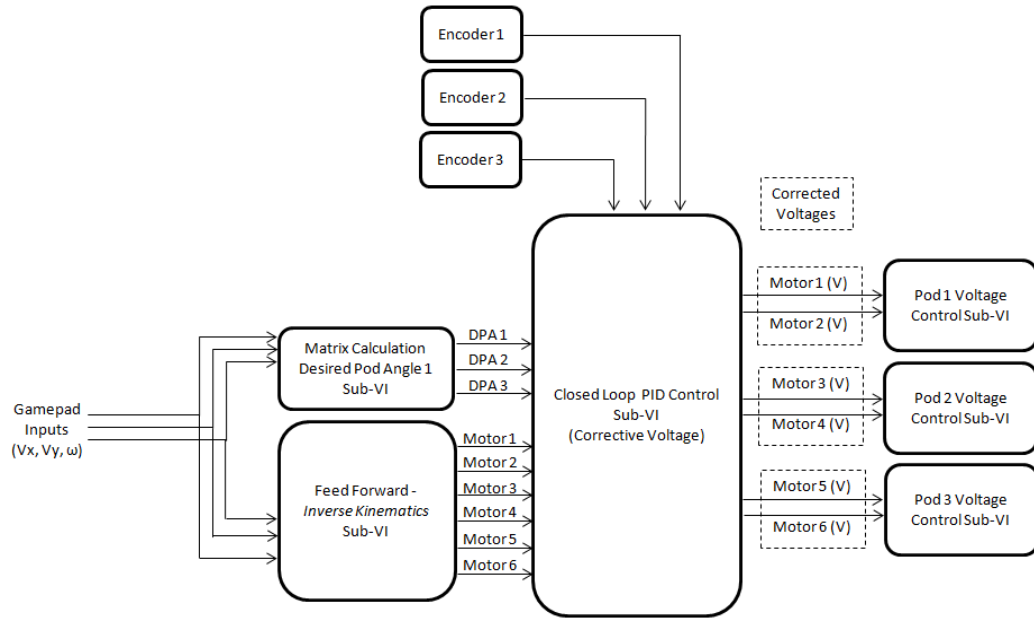 Encoder 1
Encoder 2
Encoder 3
Corrected
Voltages
Motor 1 (V)
Motor 2 (V)
Pod 1 Voltage
Control Sub-VI
DPA 1
DPA 2
DPA 3
Matrix Calculation
Desired Pod Angle 1
Sub-VI
Gamepad
Inputs
(Vx, Vy, ω)
Closed Loop PID Control
Sub-VI
(Corrective Voltage)
Motor 3 (V)
Motor 4 (V)
Pod 2 Voltage
Control Sub-VI
Motor 1
Motor 2
Motor 3
Motor 4
Motor 5
Motor 6
Feed Forward -
Inverse Kinematics
Sub-VI
Motor 5 (V)
Motor 6 (V)
Pod 3 Voltage
Control Sub-VI